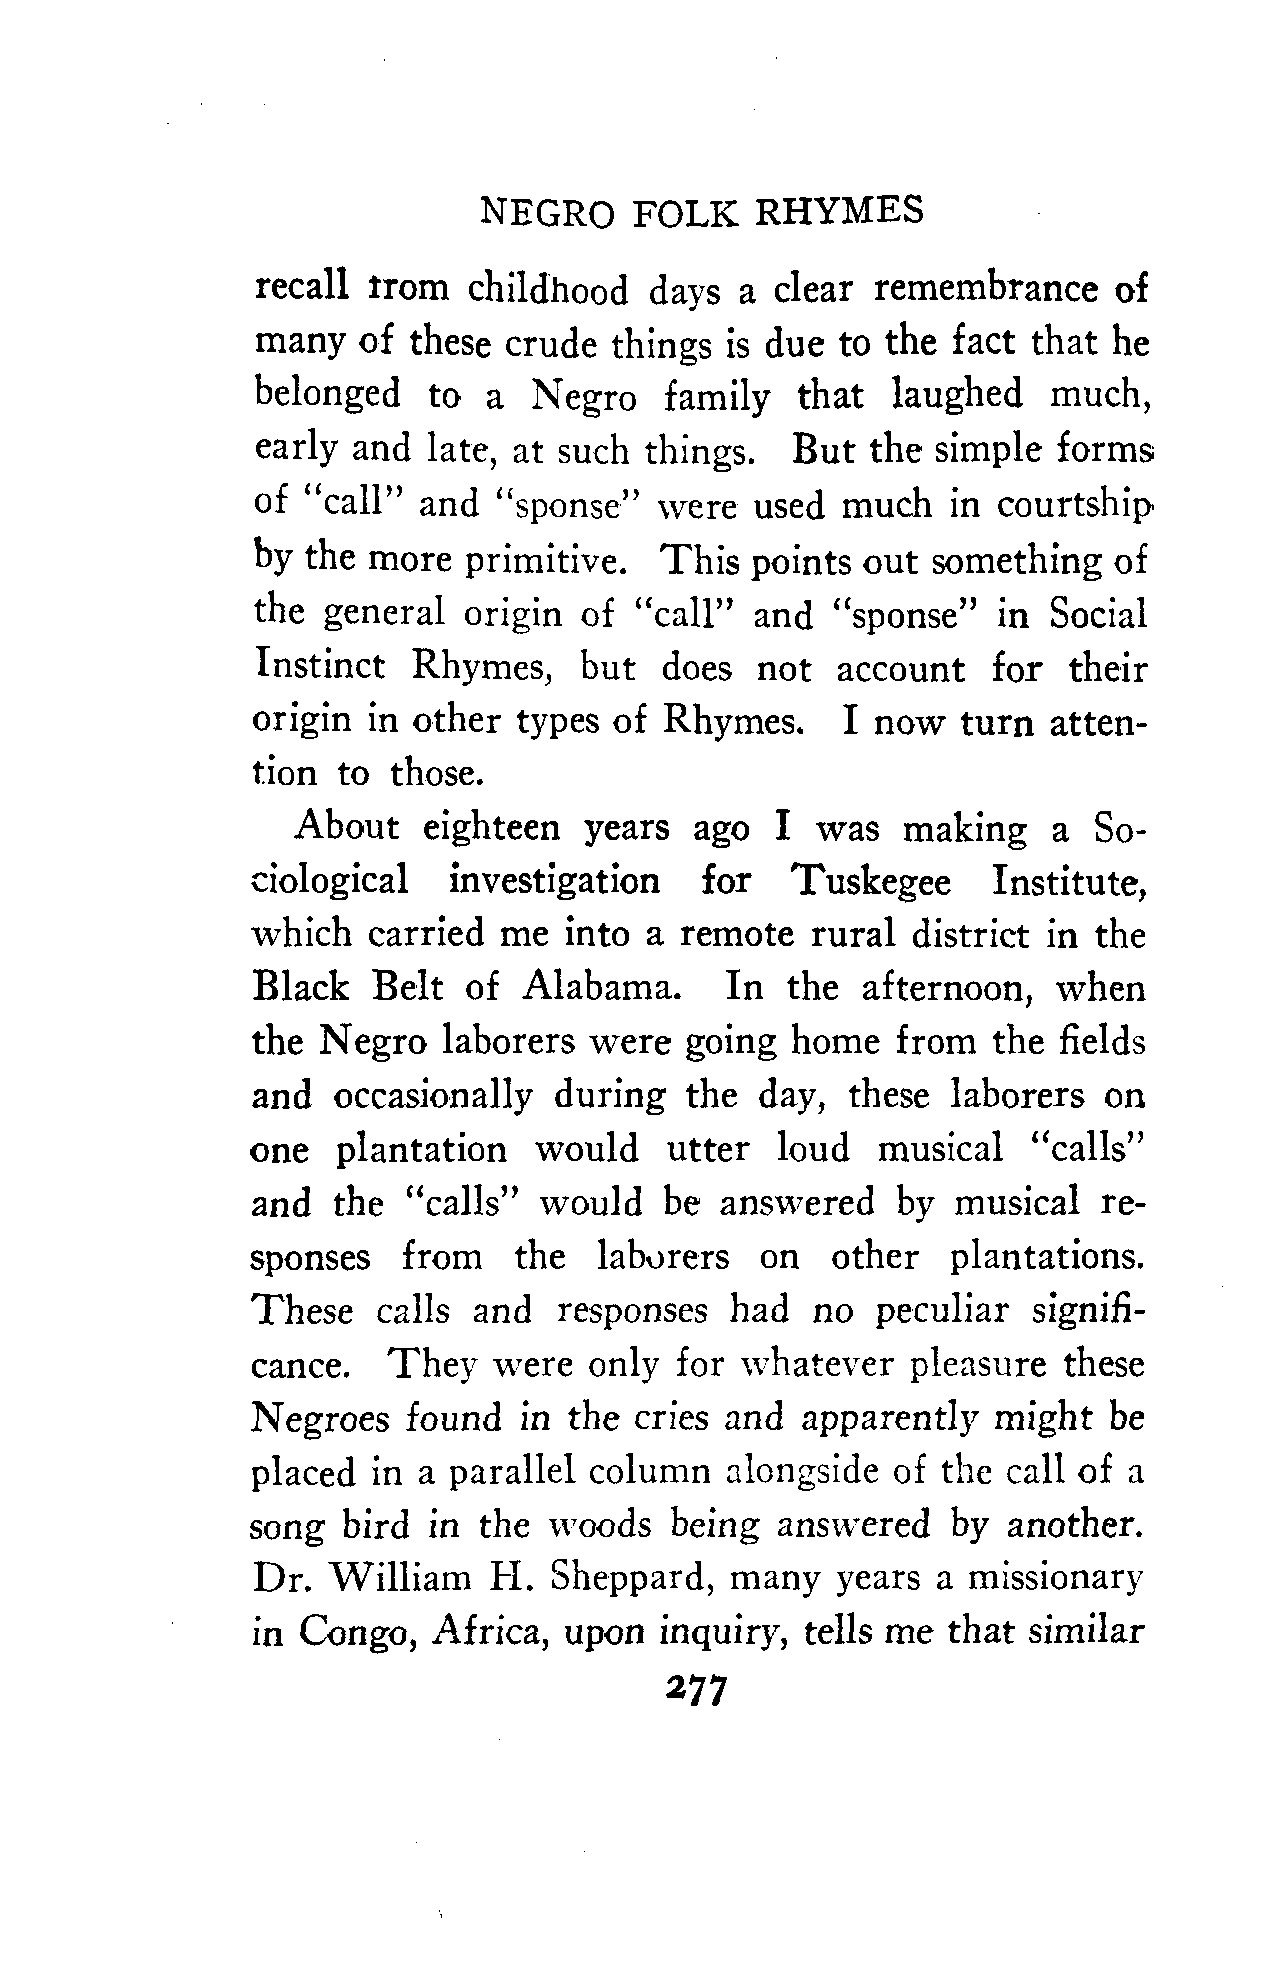 NEGRO FOLK RHYMES
recall from childhood days a clear remembrance of
many of these crude things is due to the fact that he
belonged to a Negro family that laughed much,
early and late, at such things. But the simple forms
of "call" and "sponse" were used much in courtship
by the more primitive. This points out something of
the general origin of "call" and "sponse" in Social
Instinct Rhymes, but does not account for their
origin in other types of Rhymes. I now turn atten-
tion to those.
About eighteen years ago I was making a So-
ciological investigation for Tuskegee Institute,
which carried me into a remote rural district in the
Black Belt of Alabama. In the afternoon, when
the Negro laborers were going home from the fields
and occasionally during the day, these laborers on
one plantation would utter loud musical "calls"
and the "calls" would be answered by musical re-
sponses from the laborers on other plantations.
These calls and responses had no peculiar signifi-
cance. They were only for whatever pleasure these
Negroes found in the cries and apparently might be
placed in a parallel column alongside of the call of a
song bird in the woods being answered by another.
Dr. William H. Sheppard, many years a missionary
in Congo, Africa, upon inquiry, tells me that similar
277